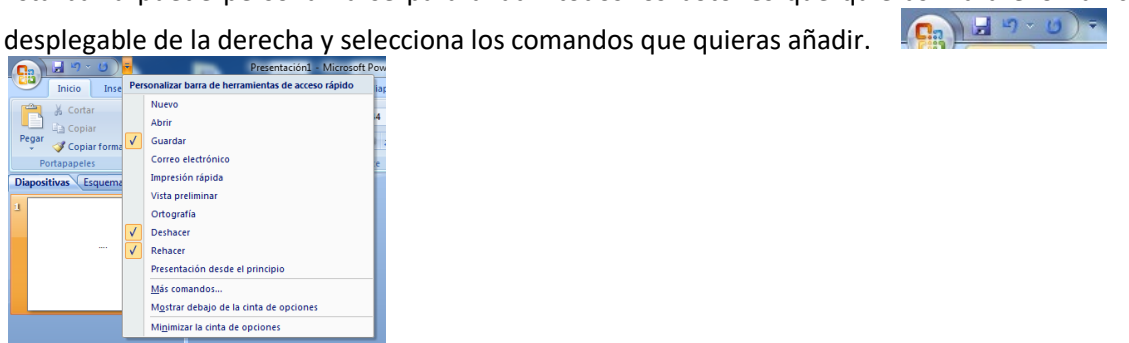 desplegable de la derecha y selecciona los comandos que quieras añadir.
Presentación1 - Microsoft Pow
Inicio Inse
Personalizar barra de herramientas de acceso rápido
Cortar
Copiar
Pegar
Copiar forma
Portapapeles
Diapositivas Esquema
1
Nuevo
Abrir
Guardar
Correo electrónico
Impresión rápida
Vista preliminar
Ortografía
Deshacer
Rehacer
Presentación desde el principio
Más comandos...
Mostrar debajo de la cinta de opciones
Minimizar la cinta de opciones